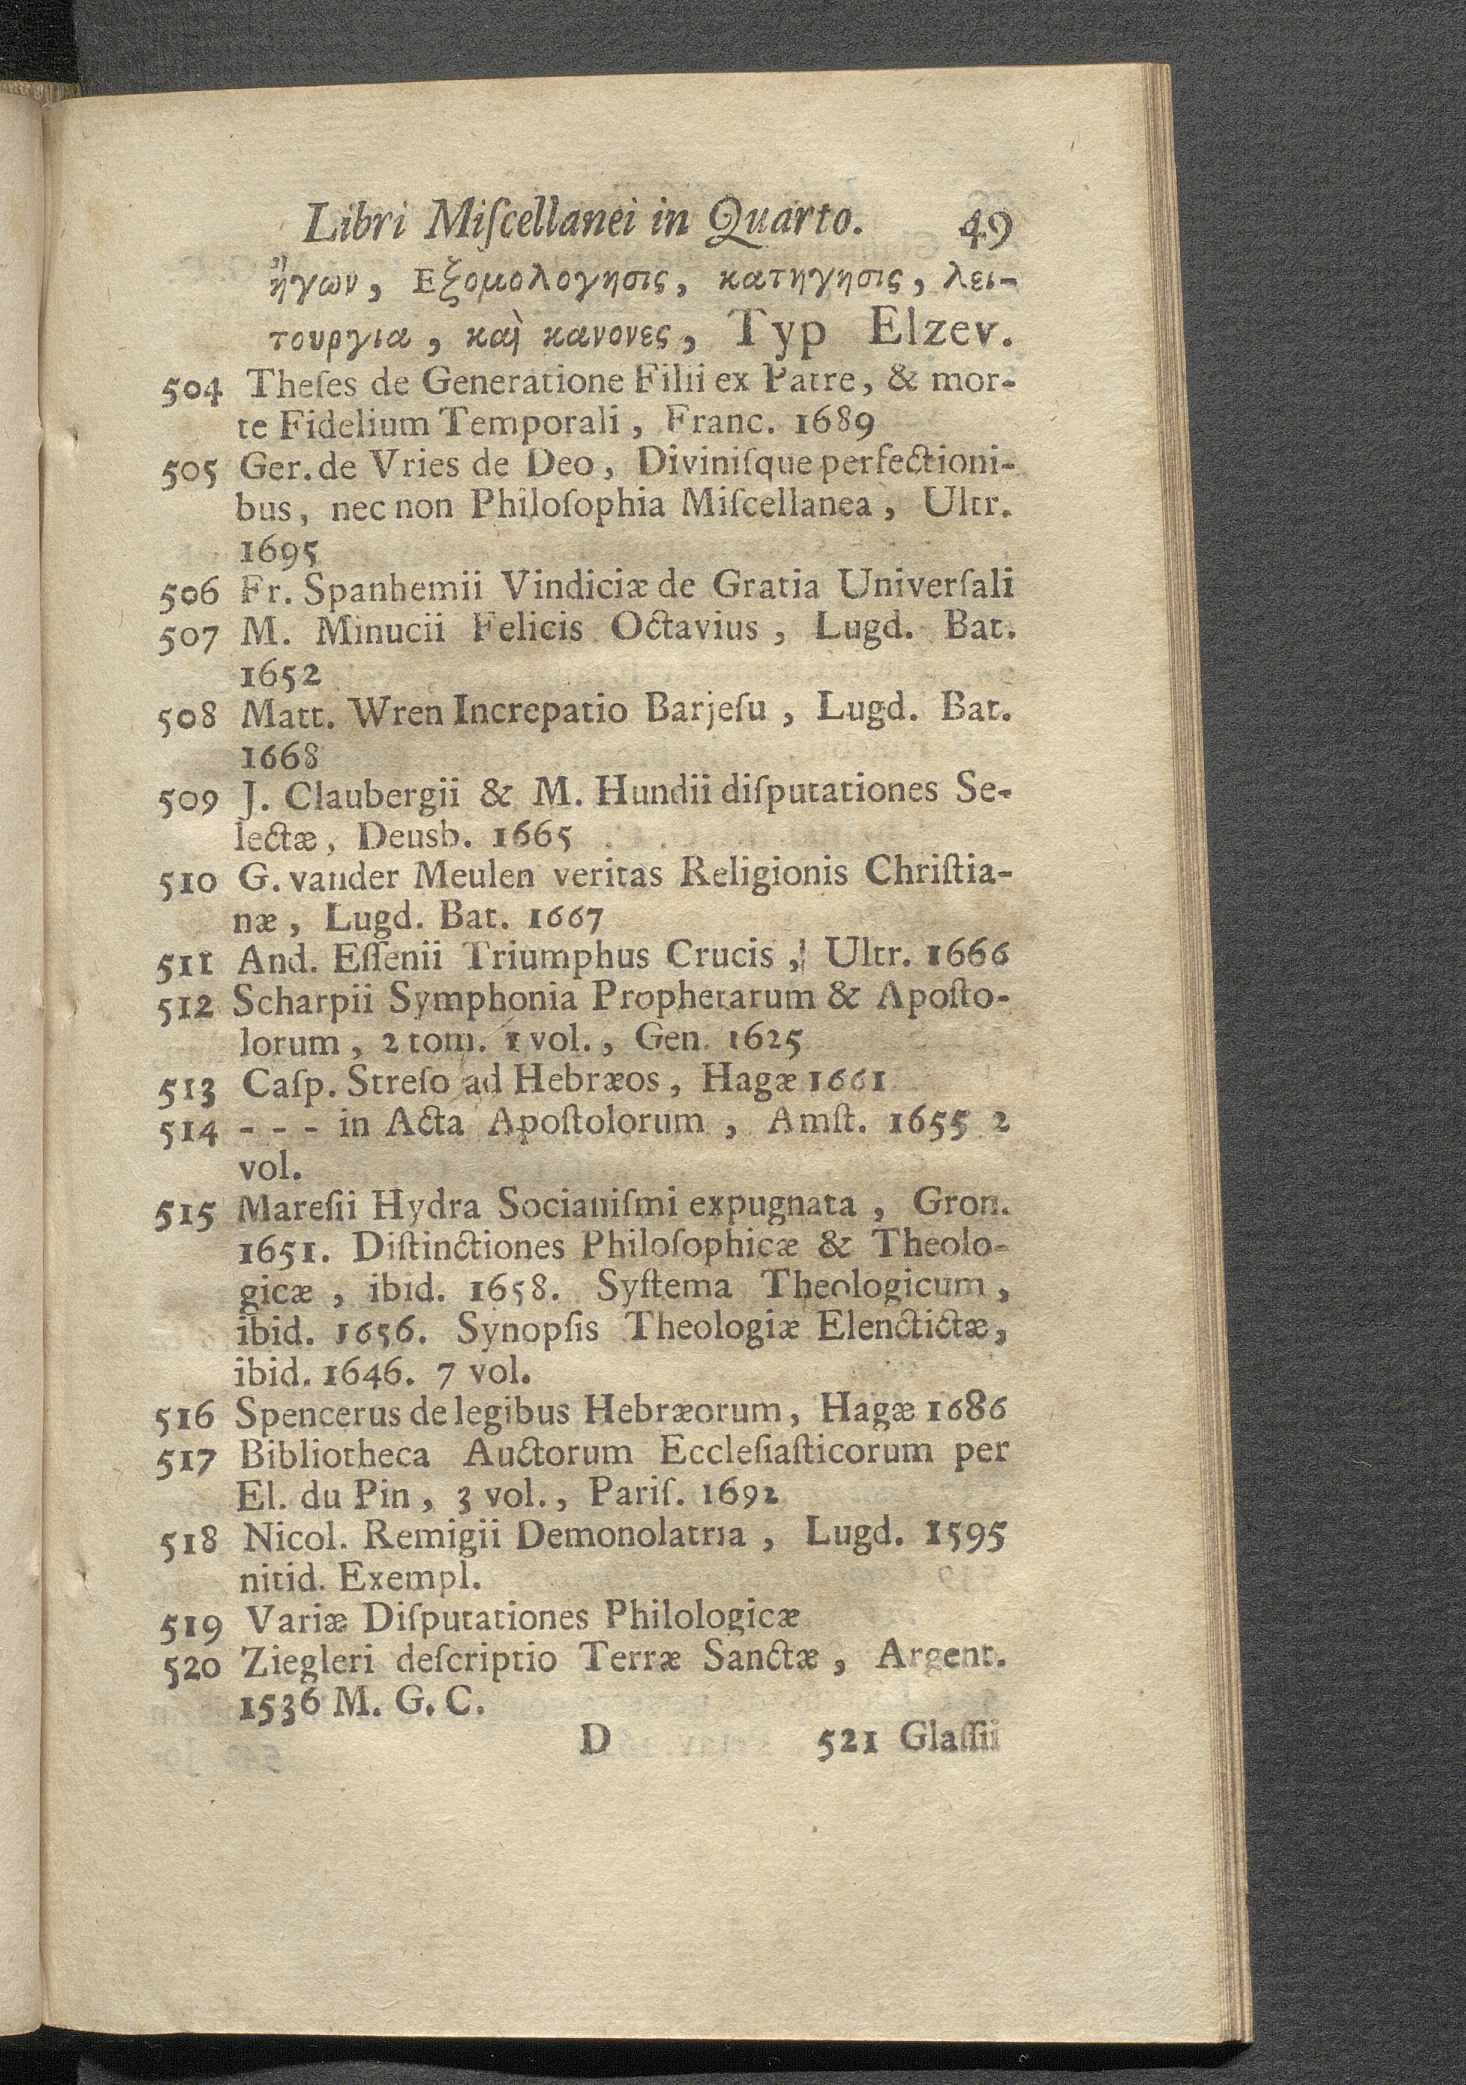 Libri Miſcellanei in Quarto. 49
ἢγων, Εξομολογησις, κατηγησις, λει-
τουργια, καὶ κανονες, Typ Elzev.
504 Theſes de Generatione Filii ex Patre, & mor-
te Fidelium Temporali, Franc. 1689
505 Ger. de Vries de Deo, Diviniſque perfectioni-
bus, nec non Philoſophia Miſcellanea, Ultr.
1695
506 Fr. Spanhemii Vindiciæ de Gratia Univerſali
507 M. Minucii Felicis Octavius, Lugd. Bat.
1652
508 Matt. Wren Increpatio Barjeſu, Lugd. Bat.
1668
509 J. Claubergii & M. Hundii diſputationes Se-
lectæ, Deusb. 1665
510 G. vander Meulen veritas Religionis Chriſtia-
næ, Lugd. Bat. 1667
511 And. Eſſenii Triumphus Crucis, Ultr. 1666
512 Scharpii Symphonia Prophetarum & Apoſto-
lorum, 2 tom. 1 vol., Gen. 1625
513 Caſp. Streſo ad Hebræos, Hagæ 1661
514 - - - in Acta Apoſtolorum, Amſt. 1655 2
vol.
515 Mareſii Hydra Socianiſmi expugnata, Gron.
1651. Diſtinctiones Philoſophicæ & Theolo-
gicæ, ibid. 1658. Syſtema Theologicum,
ibid. 1656. Synopſis Theologiæ Elenctictæ,
ibid. 1646. 7 vol.
516 Spencerus de legibus Hebræorum, Hagæ 1686
517 Bibliotheca Auctorum Eccleſiaſticorum per
El. du Pin, 3 vol., Pariſ. 1692
518 Nicol. Remigii Demonolatria, Lugd. 1595
nitid. Exempl.
519 Variæ Diſputationes Philologicæ
520 Ziegleri deſcriptio Terræ Sanctæ, Argent.
1536 M. G. C.
D 521 Glaſſii